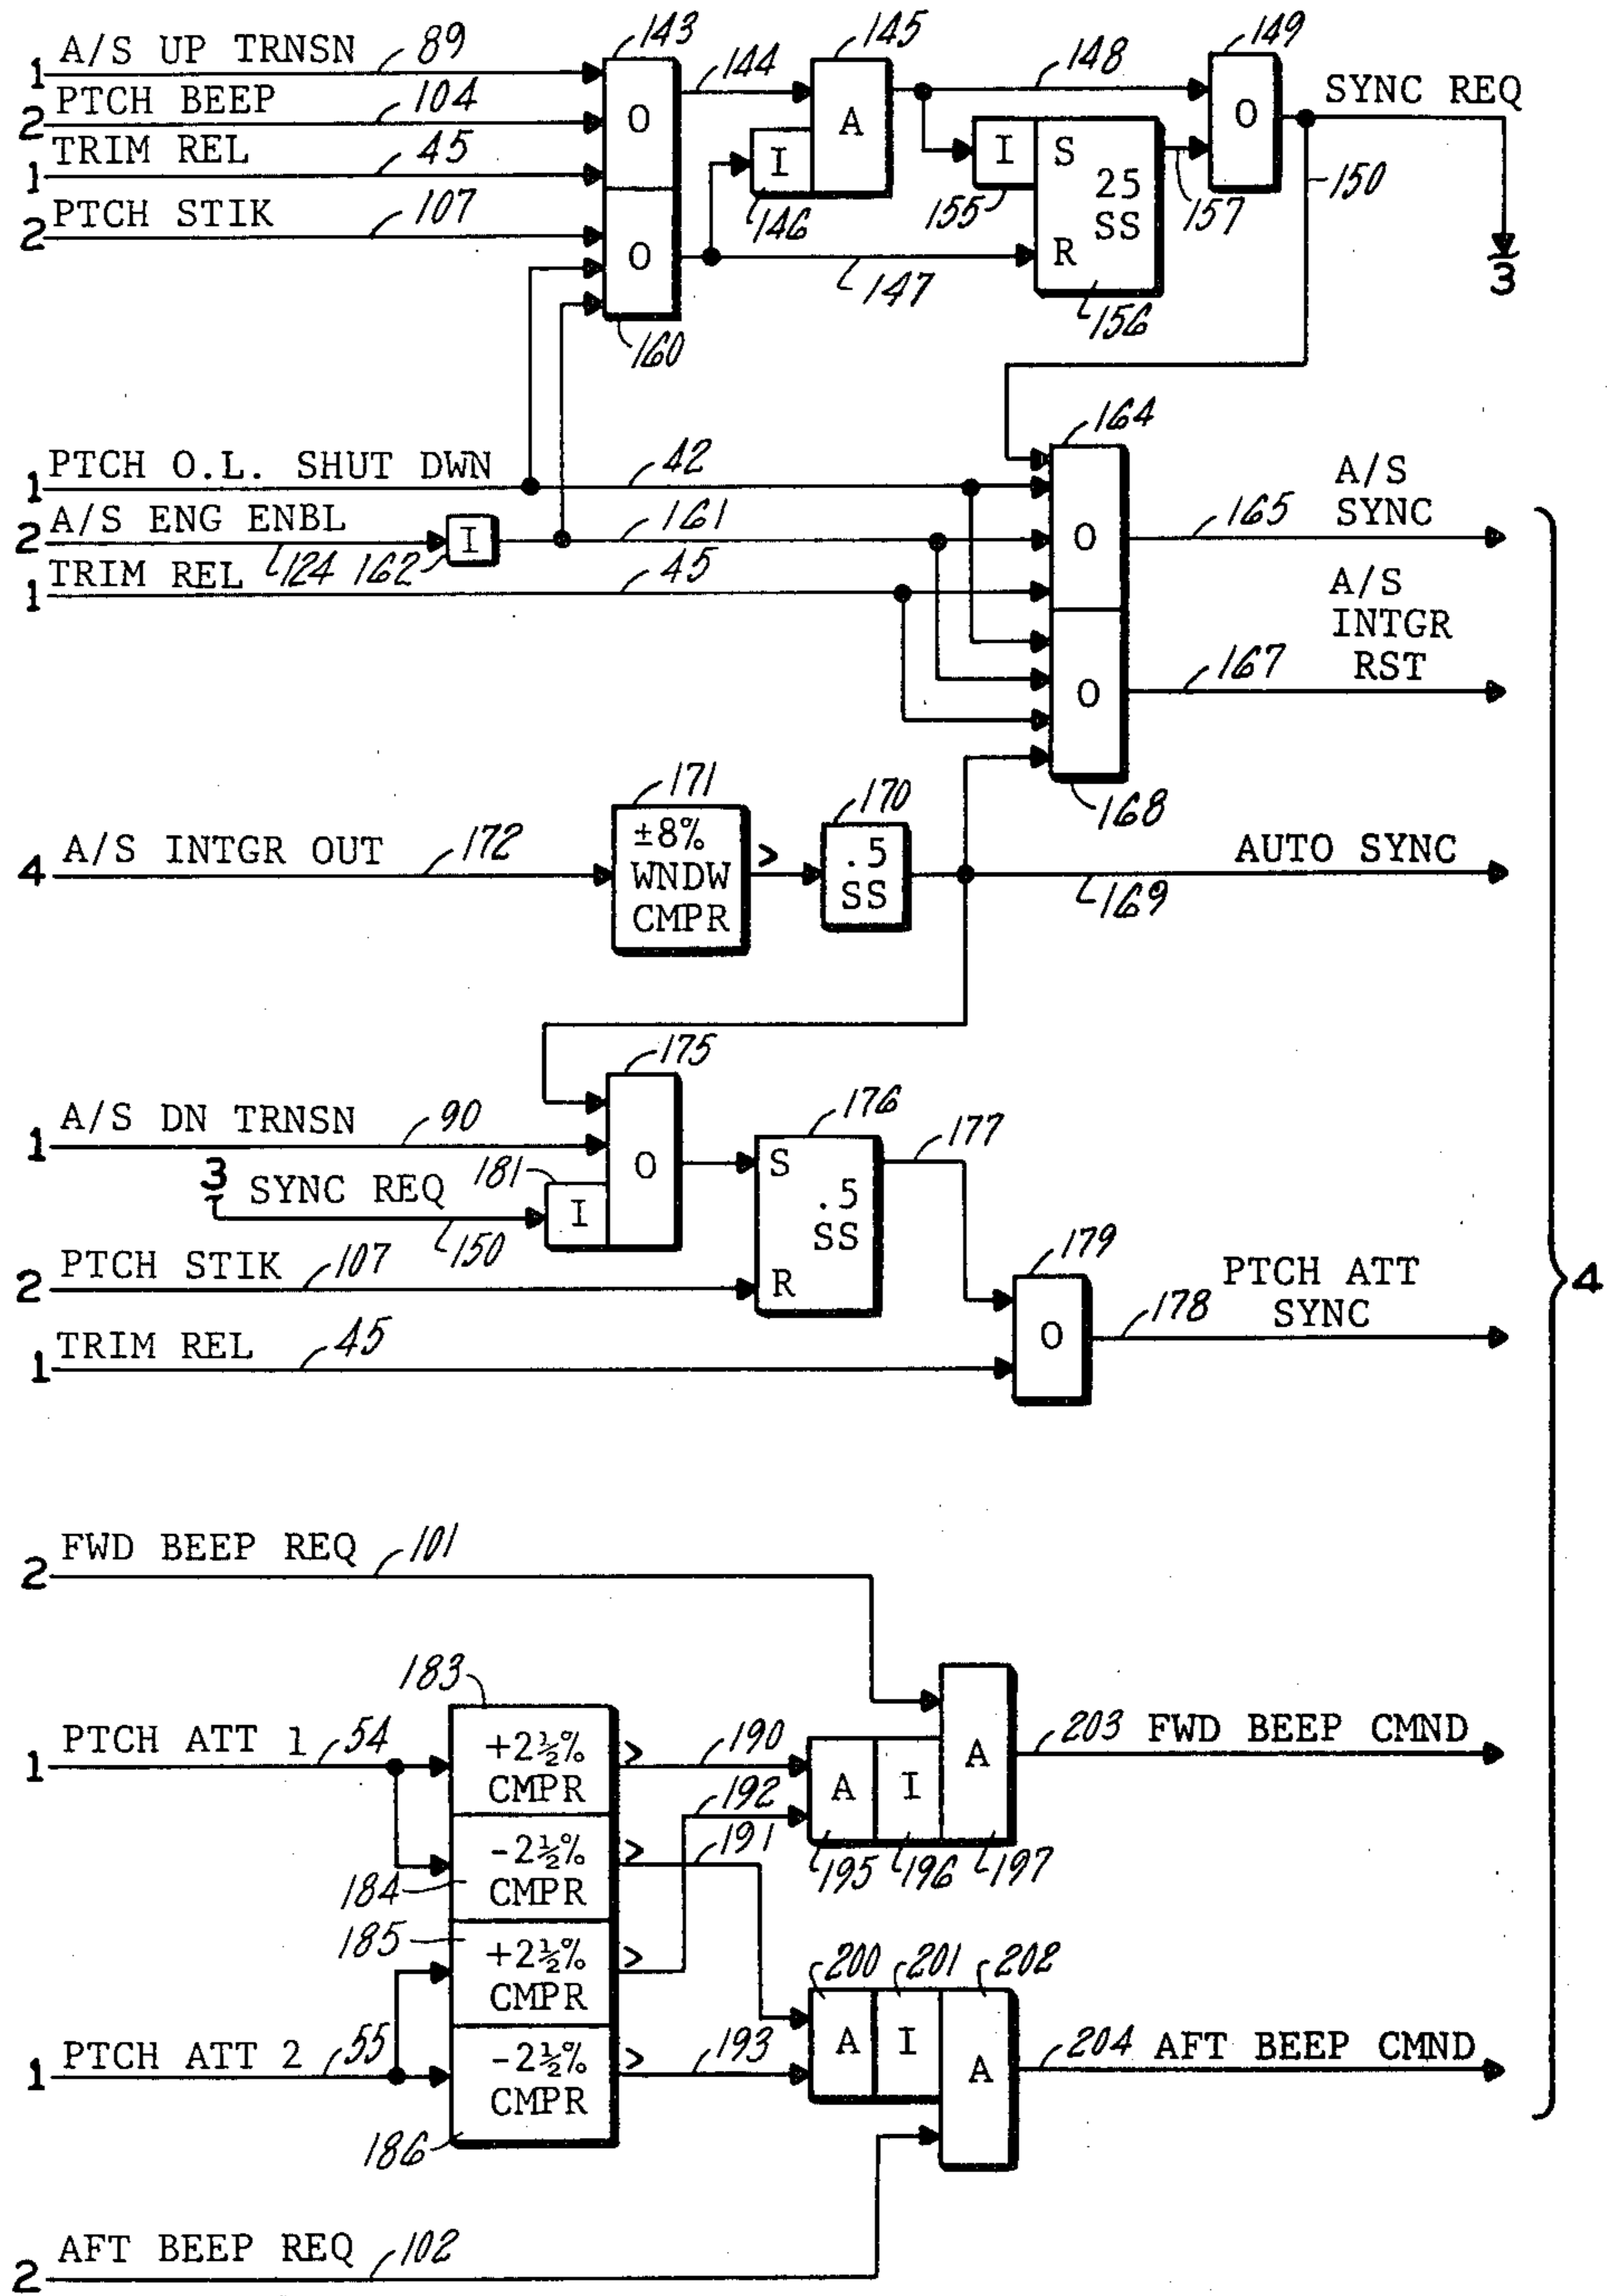 A/S UP TRNSN 89 143 145 149
1 144 148 SYNC REQ
PTCH BEEP 104 O A O
2
TRIM REL 45 I I S
1 25
PTCH STIK 107 146 155 SS 157 150
2 O R
147 156 3
160
164
PTCH O.L. SHUT DWN 42 A/S
1 165 SYNC
A/S ENG ENBL 161
2 I O
TRIM REL 124 162 45 A/S
1 INTGR
167 RST
O
171 170 168
A/S INTGR OUT 172 ±8% > .5 AUTO SYNC
4 WNDW SS 169
CMPR
175
A/S DN TRNSN 90 176 177
1 S
3 SYNC REQ 181 O .5
I SS
150 179
PTCH STIK 107 PTCH ATT
2 R 178 SYNC
4
TRIM REL 45 O
1
FWD BEEP REQ 101
2
183
PTCH ATT 1 54 +2½% > 190 203 FWD BEEP CMND
1 CMPR A I A
192
-2½% > 191
184 CMPR 195 196 197
185 +2½% > 200 201 202
CMPR
PTCH ATT 2 55 -2½% > 193 A I A 204 AFT BEEP CMND
1 CMPR
186
AFT BEEP REQ 102
2